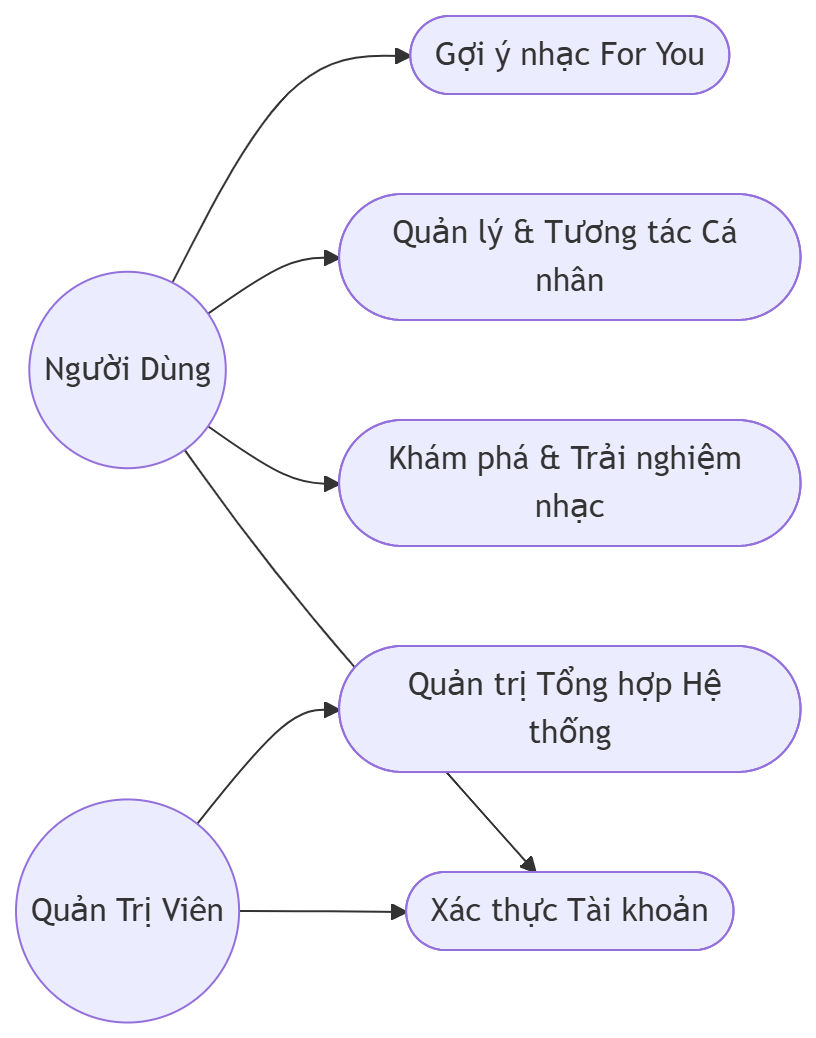 Gợi ý nhạc For You
Quản lý & Tương tác Cá
nhân
Người Dùng
Khám phá & Trải nghiệm
nhạc
Quản trị Tổng hợp Hệ
thống
Quản Trị Viên
Xác thực Tài khoản